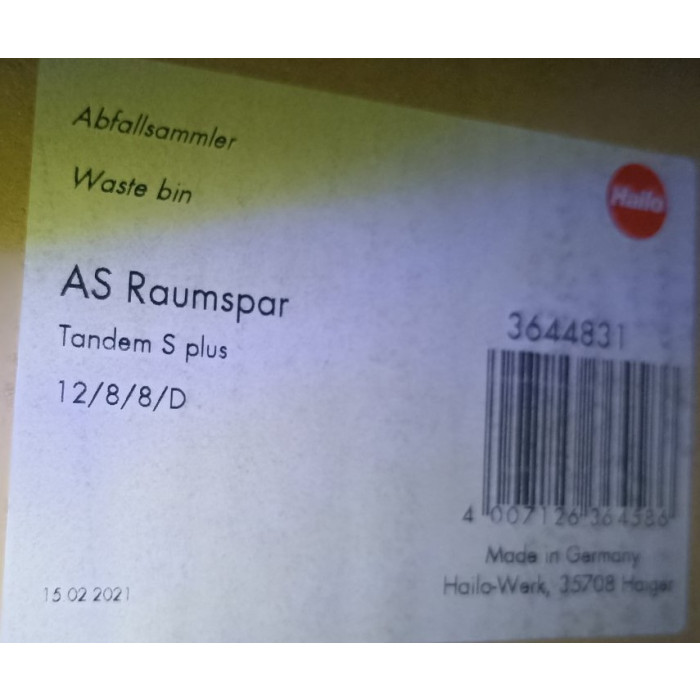 Abfallsammler
Waste bin
Hailo
AS Raumspar
Tandem S plus
12/8/8/D
3644831
4 007126 364586
Made in Germany
Hailo-Werk, 35708 Haiger
15.02.2021